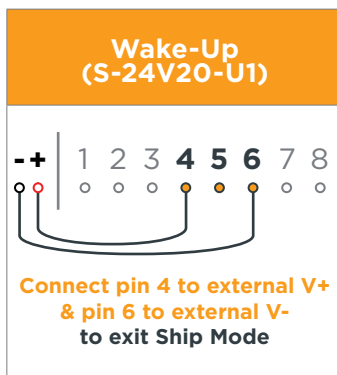 Wake-Up
(S-24V20-U1)
- + 1 2 3 4 5 6 7 8
Connect pin 4 to external V+
& pin 6 to external V-
to exit Ship Mode